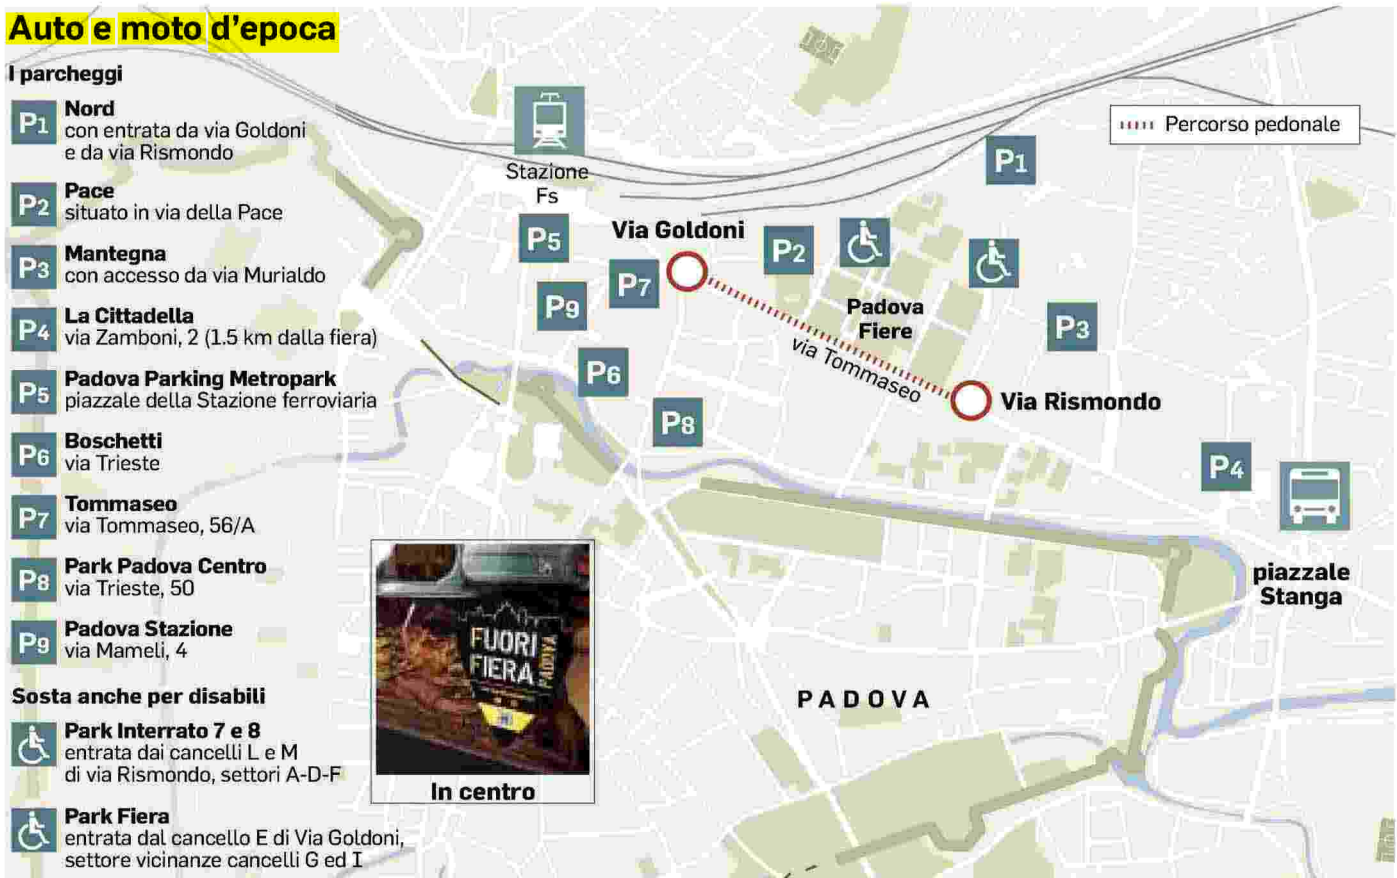 Auto e moto d'epoca
I parcheggi
P1 Nord
con entrata da via Goldoni
e da via Rismondo
P2 Pace
situato in via della Pace
P3 Mantegna
con accesso da via Murialdo
P4 La Cittadella
via Zamboni, 2 (1.5 km dalla fiera)
P5 Padova Parking Metropark
piazzale della Stazione ferroviaria
P6 Boschetti
via Trieste
P7 Tommaseo
via Tommaseo, 56/A
P8 Park Padova Centro
via Trieste, 50
P9 Padova Stazione
via Mameli, 4
Sosta anche per disabili
Park Interrato 7 e 8
entrata dai cancelli L e M
di via Rismondo, settori A-D-F
Park Fiera
entrata dal cancello E di Via Goldoni,
settore vicinanze cancelli G ed I
Percorso pedonale
Stazione
Fs
P1
P5
Via Goldoni
P2
P7
P9
Padova
Fiere
P3
via Tommaseo
P6
Via Rismondo
P8
P4
piazzale
Stanga
FUORI
FIERA
PADOVA
In centro
PADOVA